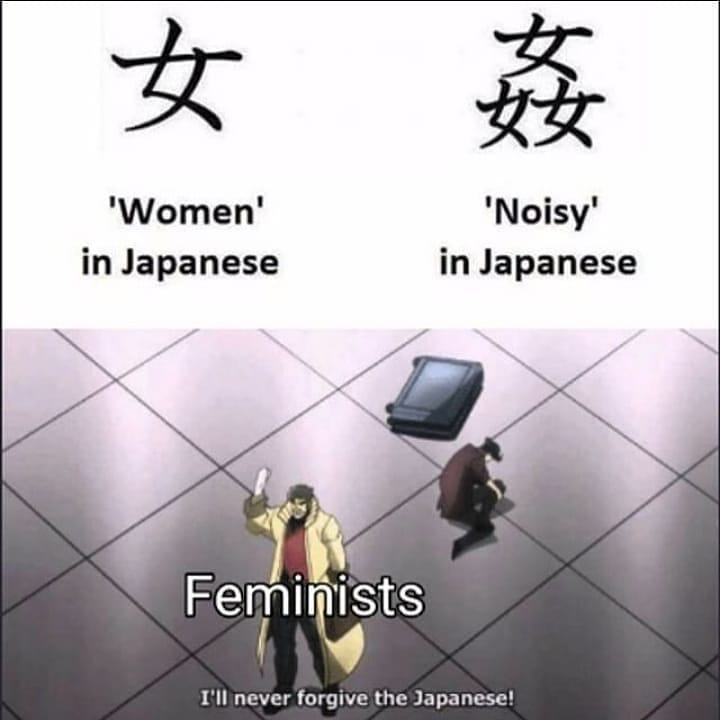 女 姦
'Women' 'Noisy'
in Japanese in Japanese
Feminists
I'll never forgive the Japanese!